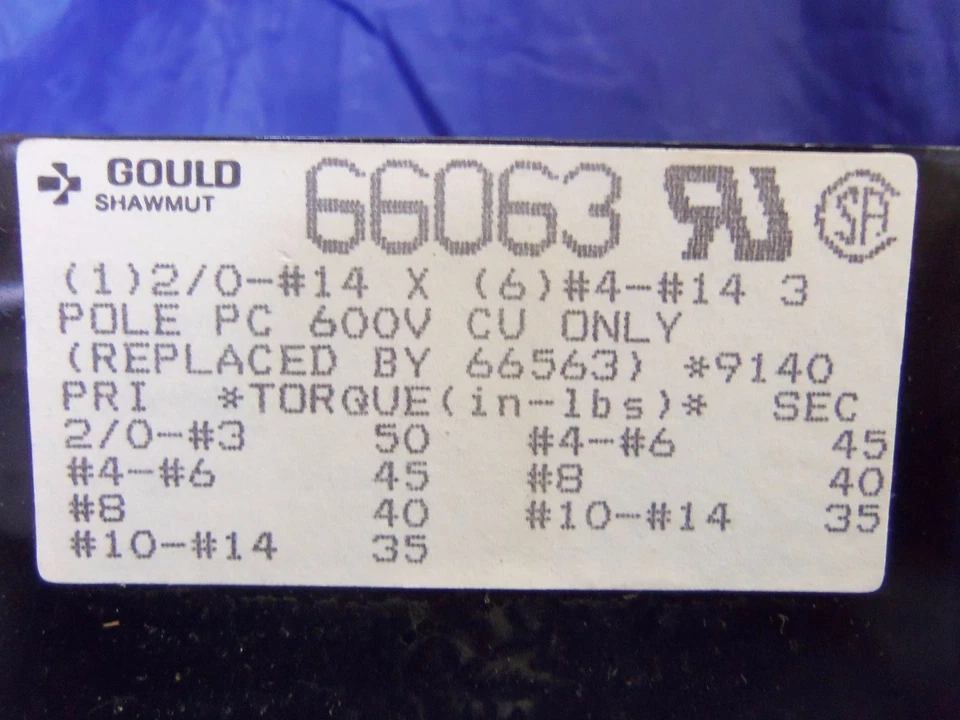 GOULD
SHAWMUT
66063
RU
SA
(1)2/0-#14 X (6)#4-#14 3
POLE PC 600V CU ONLY
(REPLACED BY 66563) *9140
PRI *TORQUE(in-lbs)* SEC
2/0-#3 50 #4-#6 45
#4-#6 45 #8 40
#8 40 #10-#14 35
#10-#14 35